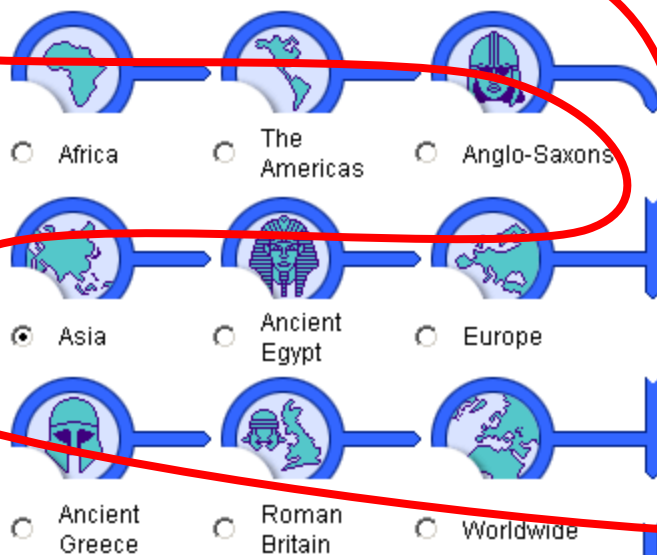 Africa
The
Americas
Anglo-Saxons
Asia
Ancient
Egypt
Europe
Ancient
Greece
Roman
Britain
Worldwide